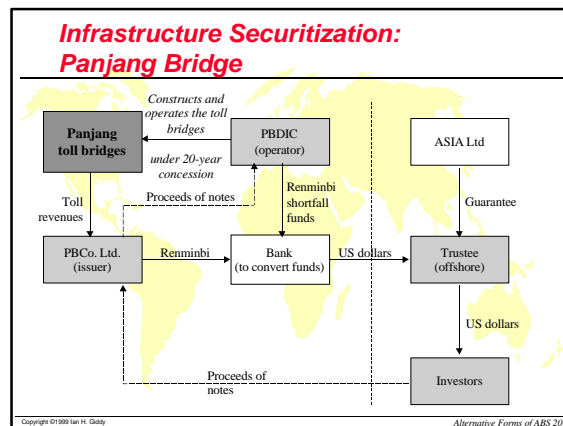 Infrastructure Securitization:
Panjang Bridge
Constructs and
operates the toll
bridges
under 20-year
concession
Panjang
toll bridges
PBDIC
(operator)
ASIA Ltd
Toll
revenues
Proceeds of notes
Renminbi
shortfall
funds
Guarantee
PBCo. Ltd.
(issuer)
Renminbi
Bank
(to convert funds)
US dollars
Trustee
(offshore)
US dollars
Proceeds of
notes
Investors
Copyright ©1999 Ian H. Giddy
Alternative Forms of ABS 20